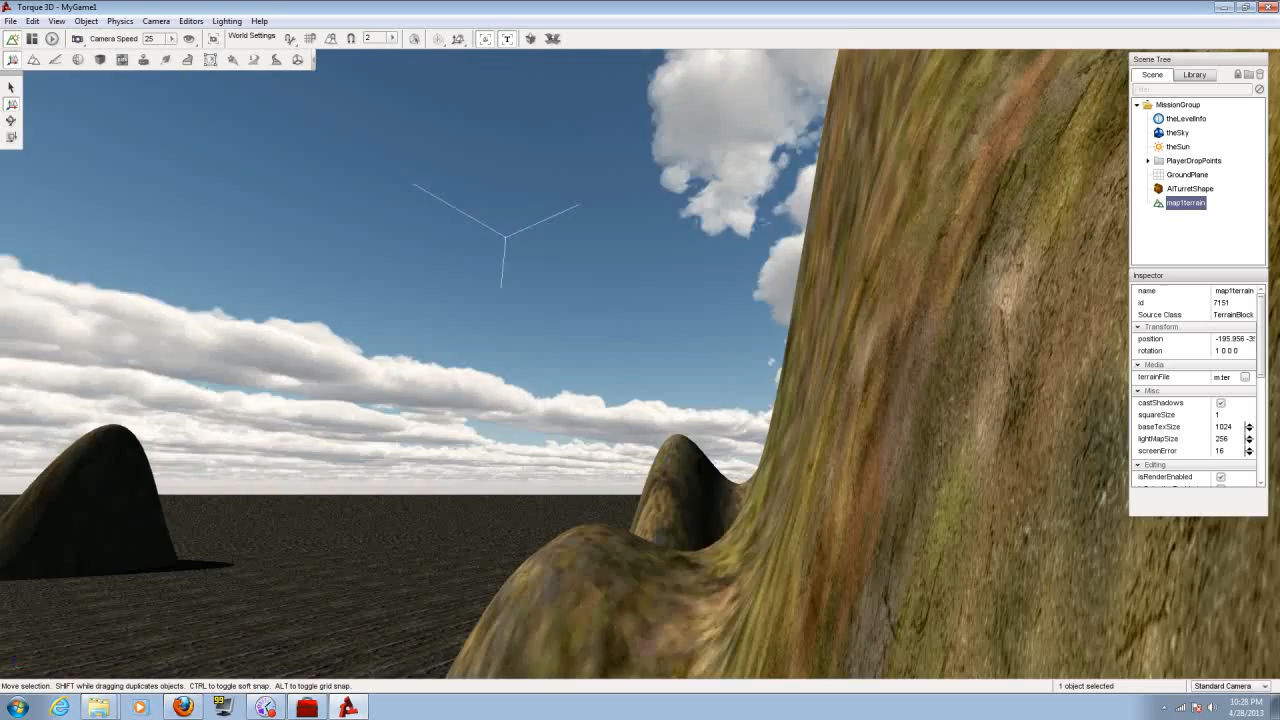 Torque 3D - MyGame1
File Edit View Object Physics Camera Editors Lighting Help
Camera Speed 25 World Settings 2
Scene Tree
Scene Library
MissionGroup
theLevelInfo
theSky
theSun
PlayerDropPoints
GroundPlane
AITurretShape
map1terrain
Inspector
name map1terrain
id 7151
Source Class TerrainBlock
Transform
position -195.956 -3
rotation 1 0 0 0
Media
terrainFile m.ter
Misc
castShadows
squareSize 1
baseTexSize 1024
lightMapSize 256
screenError 16
Editing
isRenderEnabled
Move selection. SHIFT while dragging duplicates objects. CTRL to toggle soft snap. ALT to toggle grid snap.
1 object selected
Standard Camera
99
10:28 PM
4/28/2013